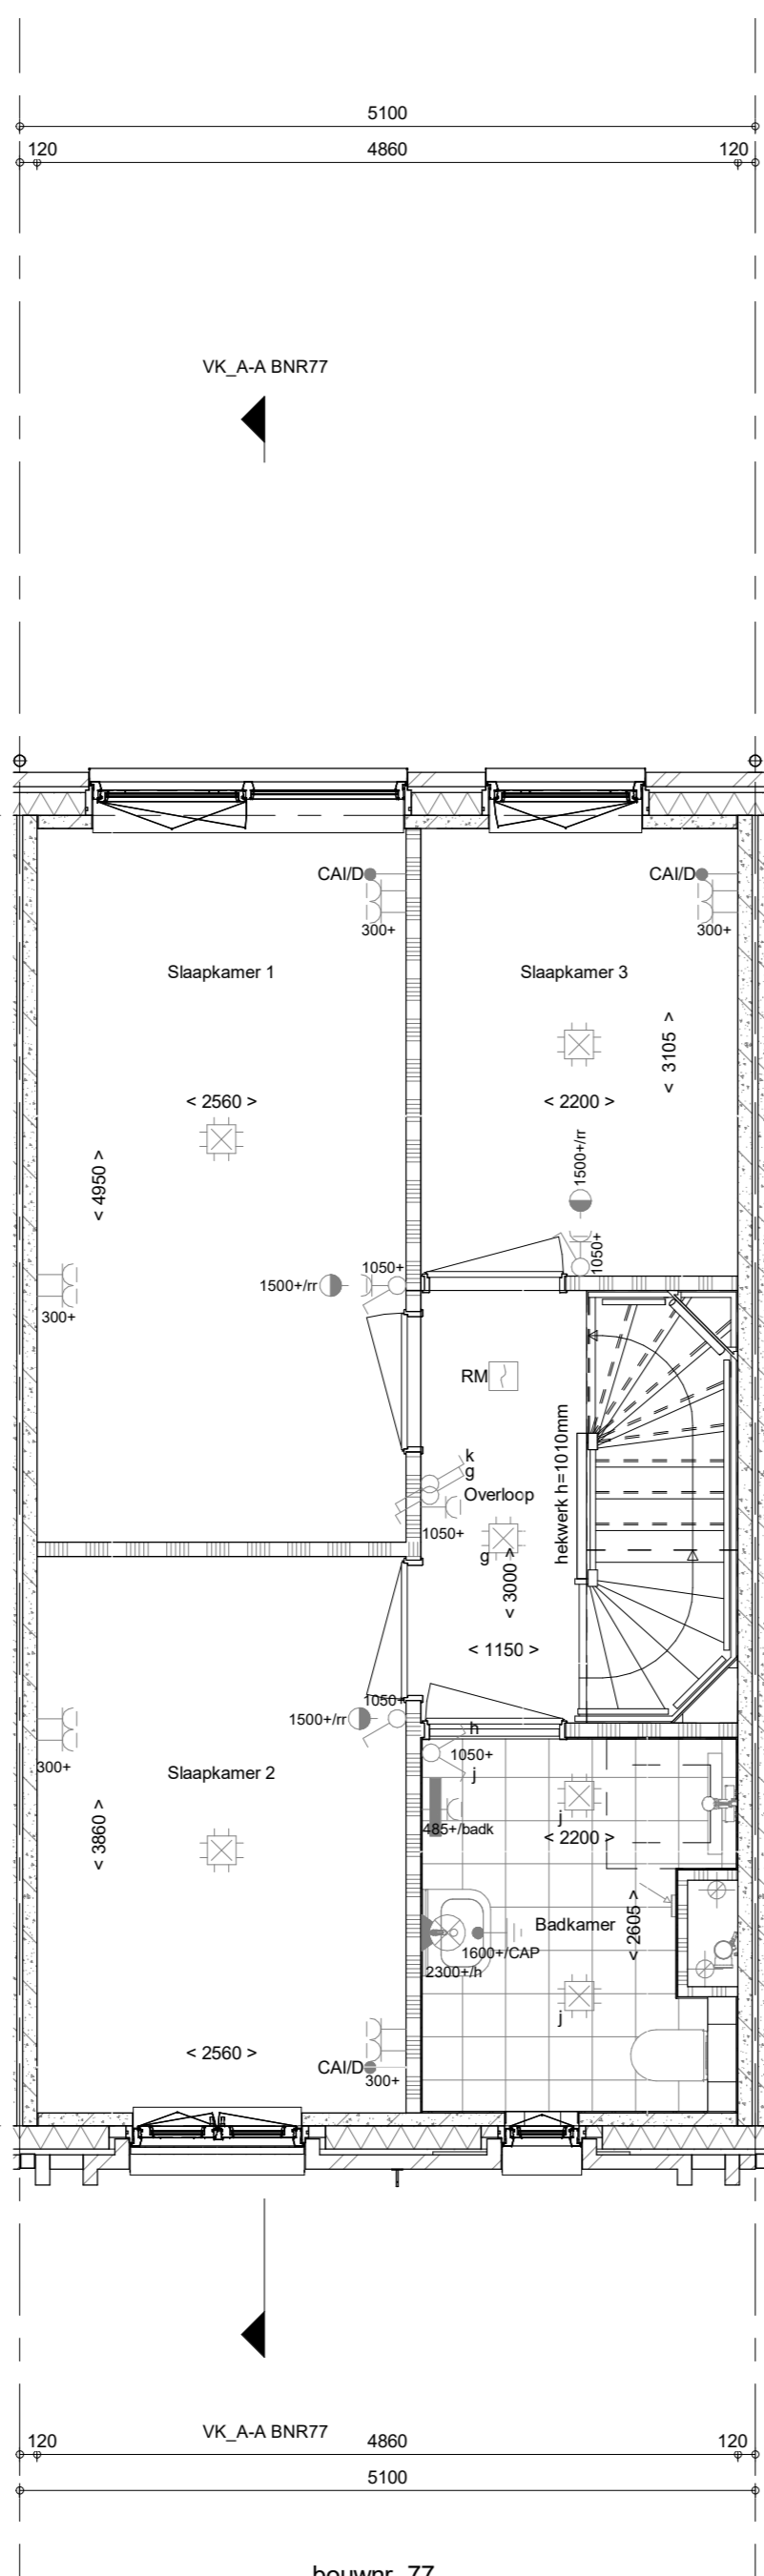 5100
120 4860 120
VK_A-A BNR77
CAI/D CAI/D
300+ 300+
Slaapkamer 1 Slaapkamer 3
< 3105 >
< 2560 > < 2200 >
1500+/rr
< 4950 >
1050+
1050+
1500+/rr
300+
RM
hekwerk h=1010mm
k
g
Overloop
1050+
g
< 3000 >
< 1150 >
1050+
1500+/rr
h
1050+
300+
j
Slaapkamer 2
j
485+/badk
< 2200 >
< 3860 >
Badkamer
< 2605 >
1600+/CAP
2300+/h
j
< 2560 >
CAI/D
300+
VK_A-A BNR77
120 4860 120
5100
bouwnr. 77